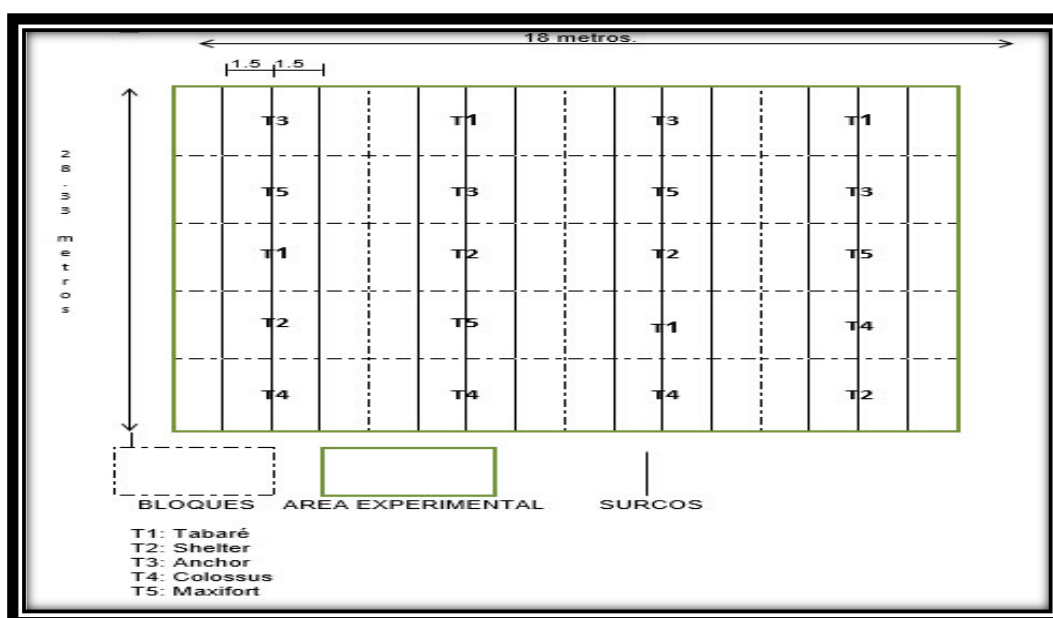 18 metros.
1.5 1.5
28.33 metros
T3 T1 T3 T1
T5 T3 T5 T3
T1 T2 T2 T5
T2 T5 T1 T4
T4 T4 T4 T2
BLOQUES AREA EXPERIMENTAL SURCOS
T1: Tabaré
T2: Shelter
T3: Anchor
T4: Colossus
T5: Maxifort